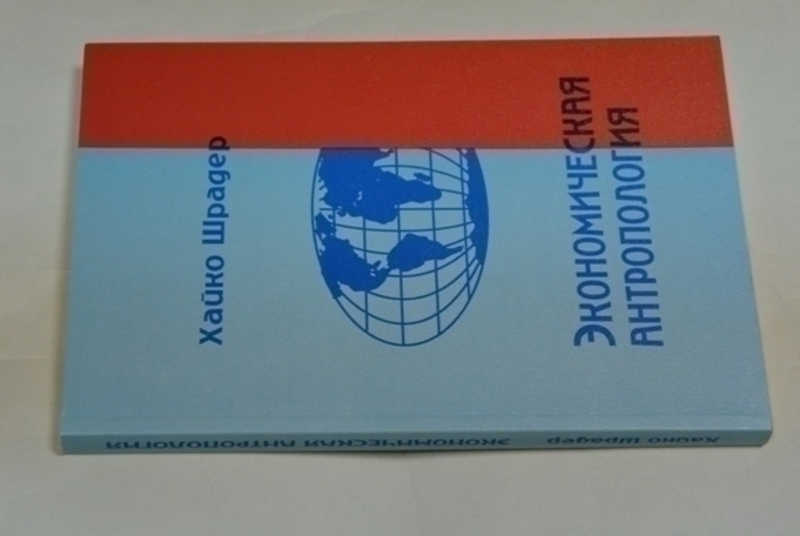 Хайко Шрадер
ЭКОНОМИЧЕСКАЯ
АНТРОПОЛОГИЯ
Хайко Шрадер ЭКОНОМИЧЕСКАЯ АНТРОПОЛОГИЯ